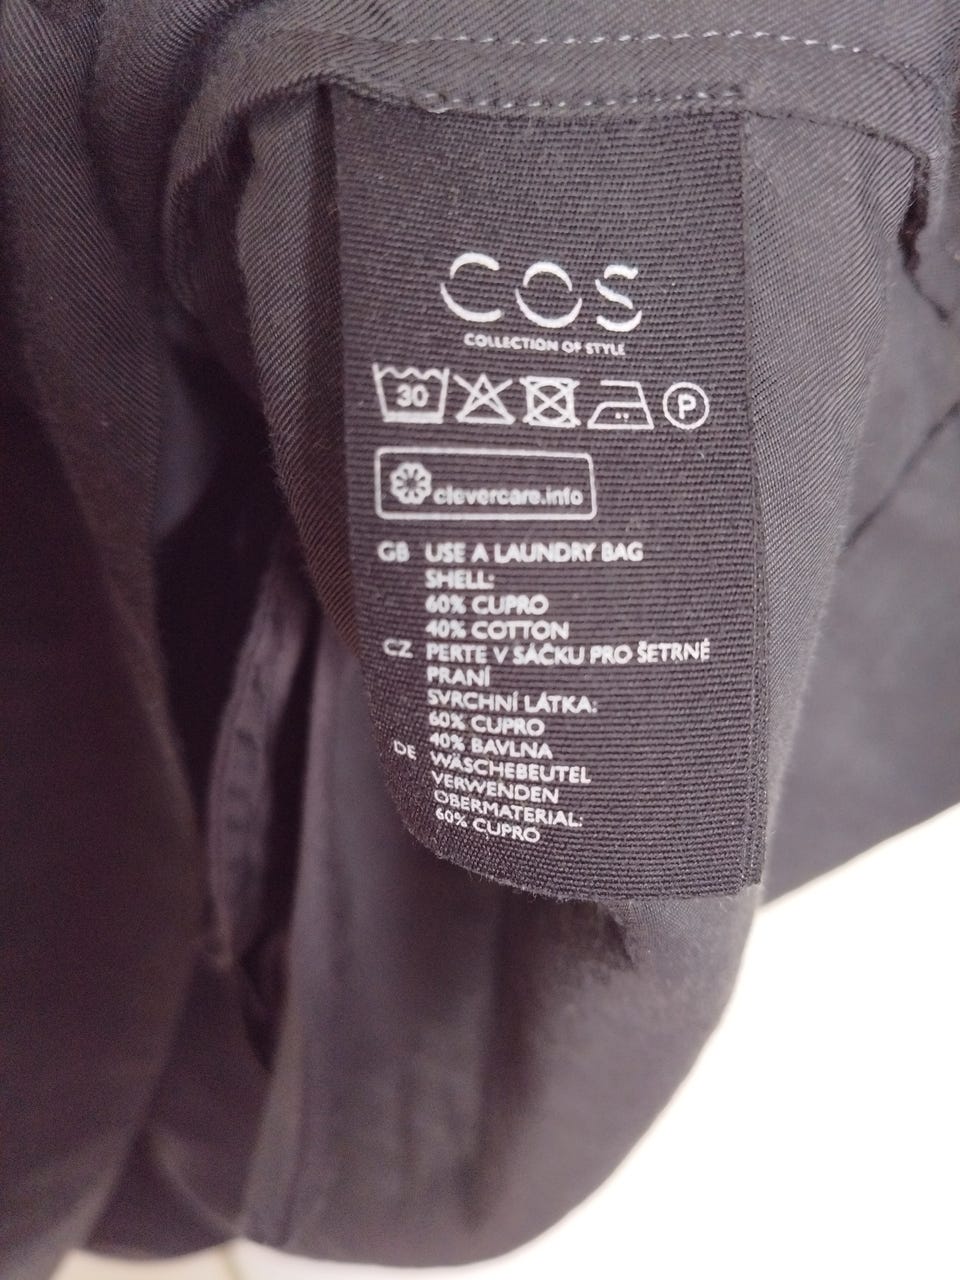 COS
COLLECTION OF STYLE
30 P
clevercare.info
GB USE A LAUNDRY BAG
SHELL:
60% CUPRO
40% COTTON
CZ PERTE V SÁČKU PRO ŠETRNÉ
PRANÍ
SVRCHNÍ LÁTKA:
60% CUPRO
40% BAVLNA
DE WÄSCHEBEUTEL
VERWENDEN
OBERMATERIAL:
60% CUPRO